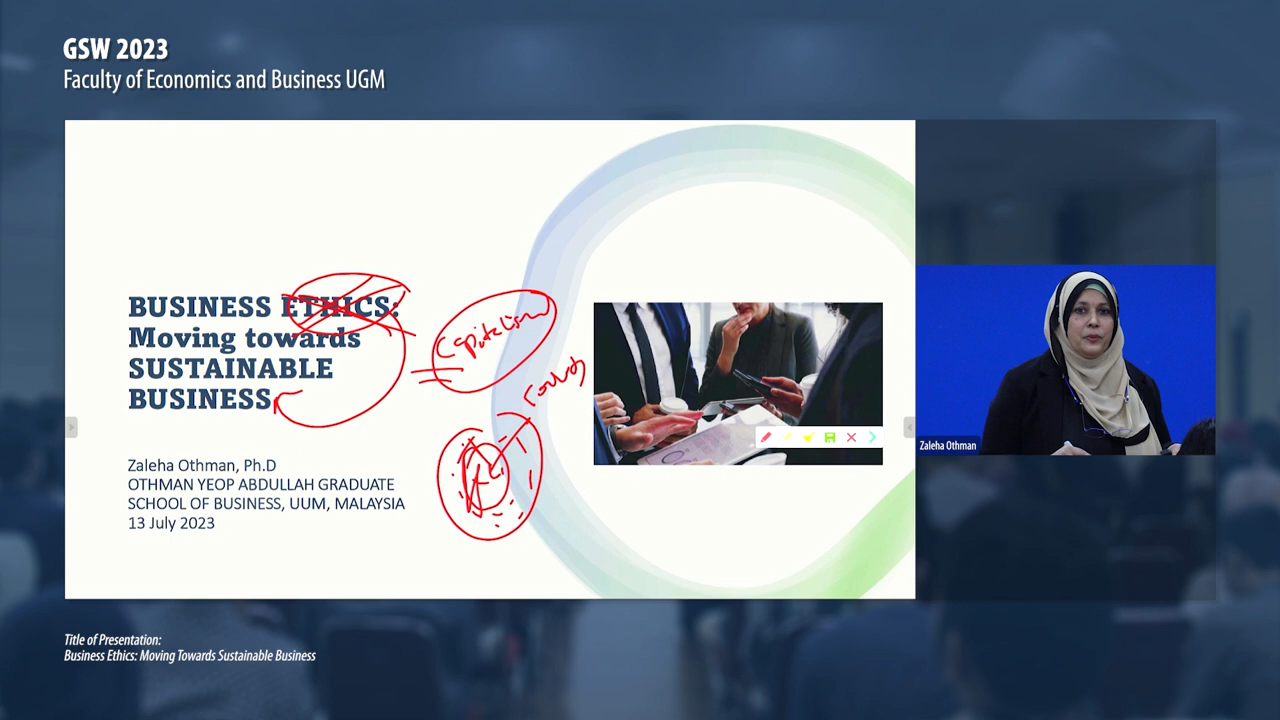 GSW 2023
Faculty of Economics and Business UGM
BUSINESS ETHICS:
Moving towards
SUSTAINABLE
BUSINESS
Capitalism
Zaleha Othman, Ph.D
OTHMAN YEOP ABDULLAH GRADUATE
SCHOOL OF BUSINESS, UUM, MALAYSIA
13 July 2023
Zaleha Othman
Title of Presentation:
Business Ethics: Moving Towards Sustainable Business